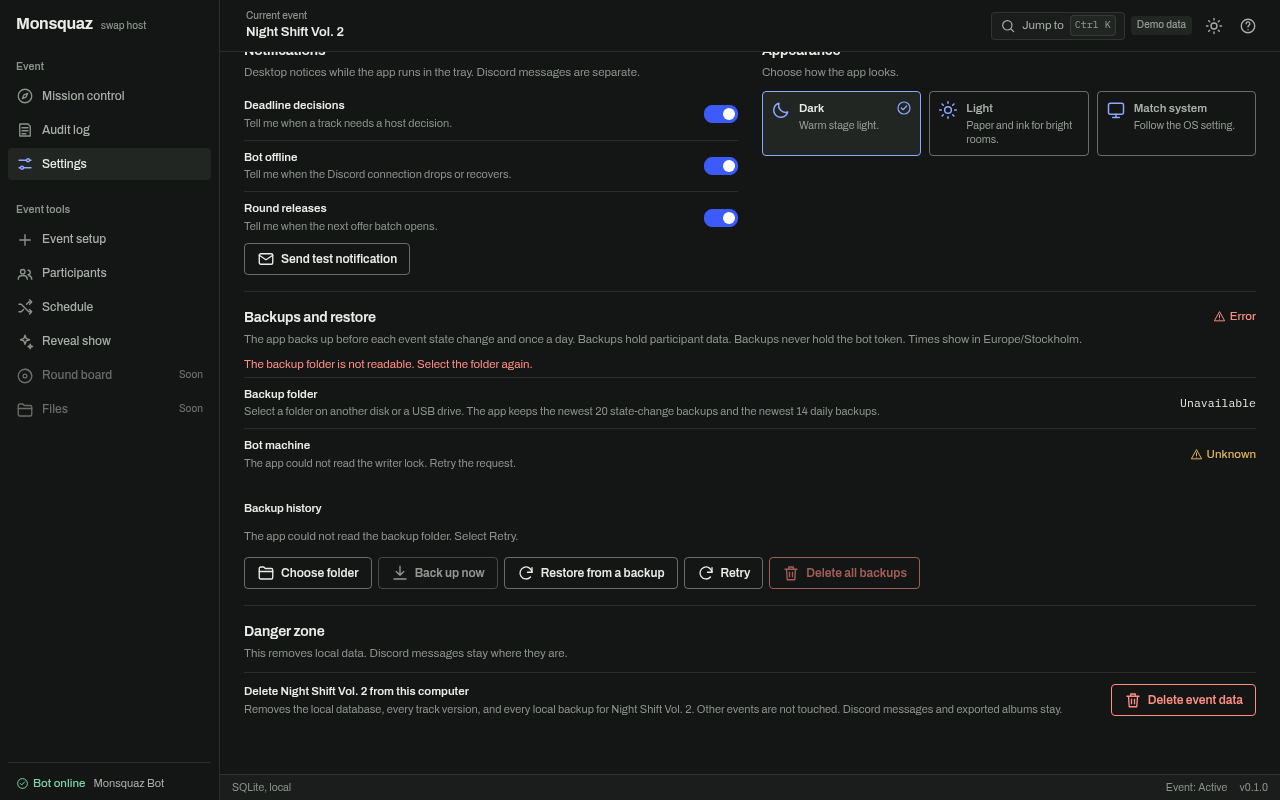 Monsquaz swap host
Event
Mission control
Audit log
Settings
Event tools
Event setup
Participants
Schedule
Reveal show
Round board Soon
Files Soon
Bot online Monsquaz Bot
Current event
Night Shift Vol. 2
Jump to Ctrl K
Demo data
Notifications
Desktop notices while the app runs in the tray. Discord messages are separate.
Deadline decisions
Tell me when a track needs a host decision.
Bot offline
Tell me when the Discord connection drops or recovers.
Round releases
Tell me when the next offer batch opens.
Send test notification
Appearance
Choose how the app looks.
Dark
Warm stage light.
Light
Paper and ink for bright
rooms.
Match system
Follow the OS setting.
Backups and restore
Error
The app backs up before each event state change and once a day. Backups hold participant data. Backups never hold the bot token. Times show in Europe/Stockholm.
The backup folder is not readable. Select the folder again.
Backup folder
Select a folder on another disk or a USB drive. The app keeps the newest 20 state-change backups and the newest 14 daily backups.
Unavailable
Bot machine
The app could not read the writer lock. Retry the request.
Unknown
Backup history
The app could not read the backup folder. Select Retry.
Choose folder
Back up now
Restore from a backup
Retry
Delete all backups
Danger zone
This removes local data. Discord messages stay where they are.
Delete Night Shift Vol. 2 from this computer
Removes the local database, every track version, and every local backup for Night Shift Vol. 2. Other events are not touched. Discord messages and exported albums stay.
Delete event data
SQLite, local
Event: Active v0.1.0